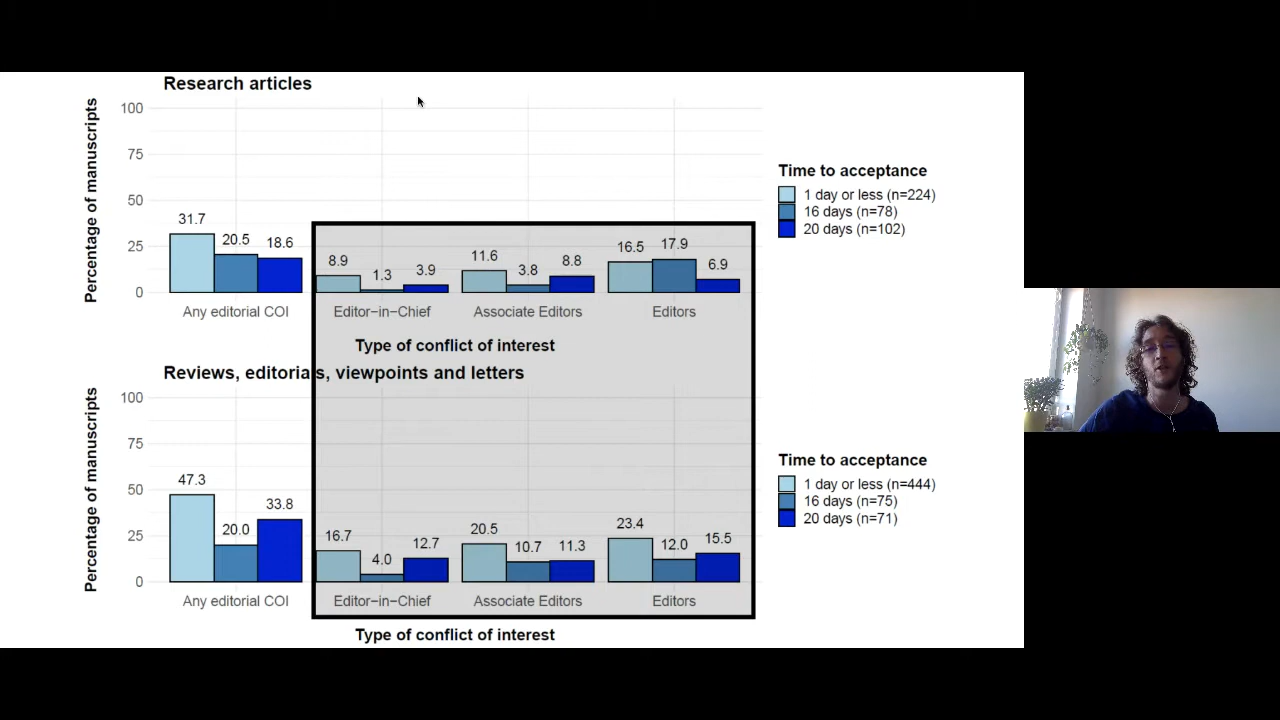 Research articles
Percentage of manuscripts
100
75
50
25
0
31.7
20.5
18.6
8.9
1.3
3.9
11.6
3.8
8.8
16.5
17.9
6.9
Any editorial COI
Editor-in-Chief
Associate Editors
Editors
Type of conflict of interest
Time to acceptance
1 day or less (n=224)
16 days (n=78)
20 days (n=102)
Reviews, editorials, viewpoints and letters
Percentage of manuscripts
100
75
50
25
0
47.3
20.0
33.8
16.7
4.0
12.7
20.5
10.7
11.3
23.4
12.0
15.5
Any editorial COI
Editor-in-Chief
Associate Editors
Editors
Type of conflict of interest
Time to acceptance
1 day or less (n=444)
16 days (n=75)
20 days (n=71)